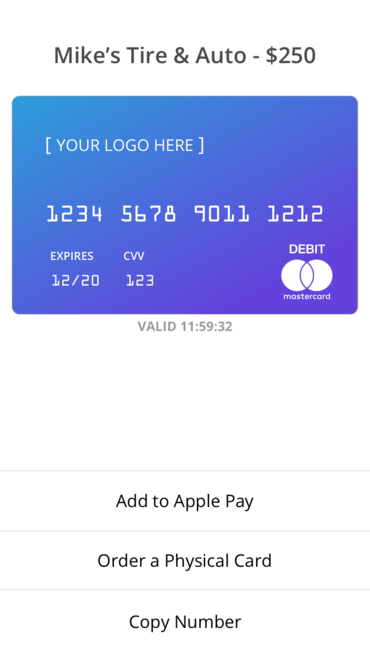 Mike’s Tire & Auto - $250
[ YOUR LOGO HERE ]
1234 5678 9011 1212
EXPIRES CVV
12/20 123
DEBIT
mastercard
VALID 11:59:32
Add to Apple Pay
Order a Physical Card
Copy Number